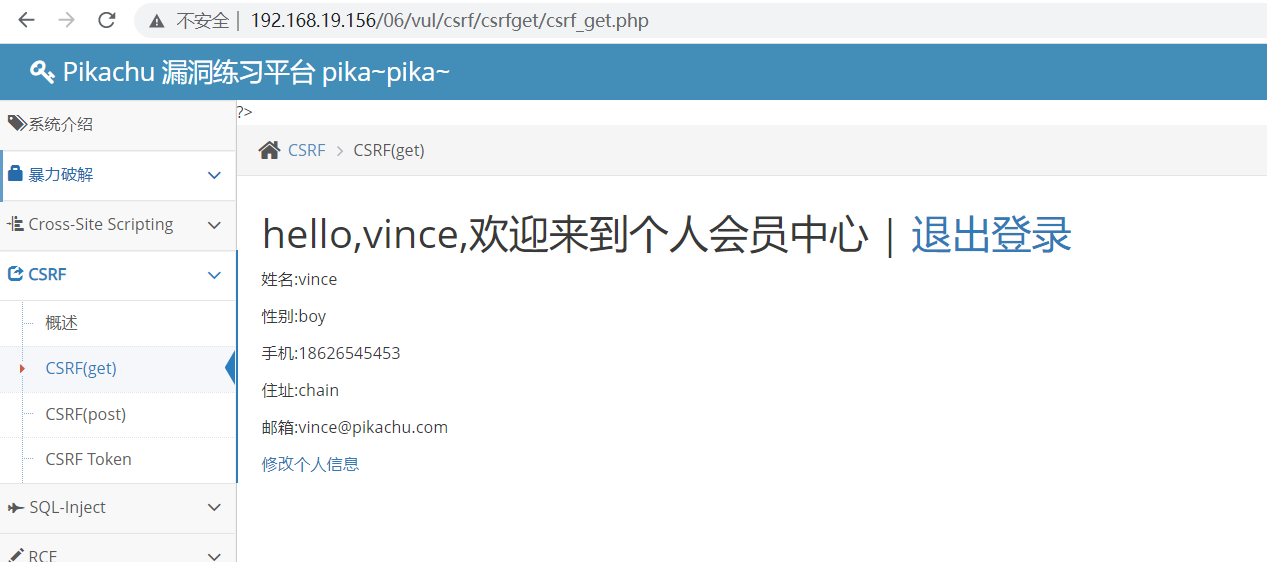 不安全 | 192.168.19.156/06/vul/csrf/csrfget/csrf_get.php
Pikachu 漏洞练习平台 pika~pika~
系统介绍
暴力破解
Cross-Site Scripting
CSRF
概述
CSRF(get)
CSRF(post)
CSRF Token
SQL-Inject
RCE
?>
CSRF > CSRF(get)
hello,vince,欢迎来到个人会员中心 | 退出登录
姓名:vince
性别:boy
手机:18626545453
住址:chain
邮箱:vince@pikachu.com
修改个人信息